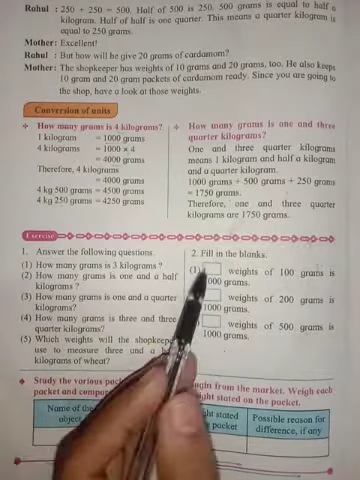 Rahul : 250 + 250 = 500. Half of 500 is 250. 500 grams is equal to half a
kilogram. Half of half is one quarter. This means a quarter kilogram is
equal to 250 grams.
Mother: Excellent!
Rahul : But how will he give 20 grams of cardamom?
Mother: The shopkeeper has weights of 10 grams and 20 grams, too. He also keeps
10 gram and 20 gram packets of cardamom ready. Since you are going to
the shop, have a look at those weights.
Conversion of units
How many grams is 4 kilograms?
1 kilogram = 1000 grams
4 kilograms = 1000 × 4
= 4000 grams
Therefore, 4 kilograms
= 4000 grams
4 kg 500 grams = 4500 grams
4 kg 250 grams = 4250 grams
How many grams is one and three
quarter kilograms?
One and three quarter kilograms
means 1 kilogram and half a kilogram
and a quarter kilogram.
1000 grams + 500 grams + 250 gram
= 1750 grams.
Therefore, one and three quarter
kilograms are 1750 grams.
Exercise
1. Answer the following questions.
(1) How many grams is 3 kilograms ?
(2) How many grams is one and a half
kilograms ?
(3) How many grams is one and a quarter
kilograms?
(4) How many grams is three and three
quarter kilograms?
(5) Which weights will the shopkeeper
use to measure three and a
kilograms of wheat?
2. Fill in the blanks.
(1) weights of 100 grams is
1000 grams.
weights of 200 grams is
1000 grams.
weights of 500 grams is
1000 grams.
Study the various from the market. Weigh each
packet and stated on the packet.
Name of the
object
stated
packet
Possible reason for
difference, if any